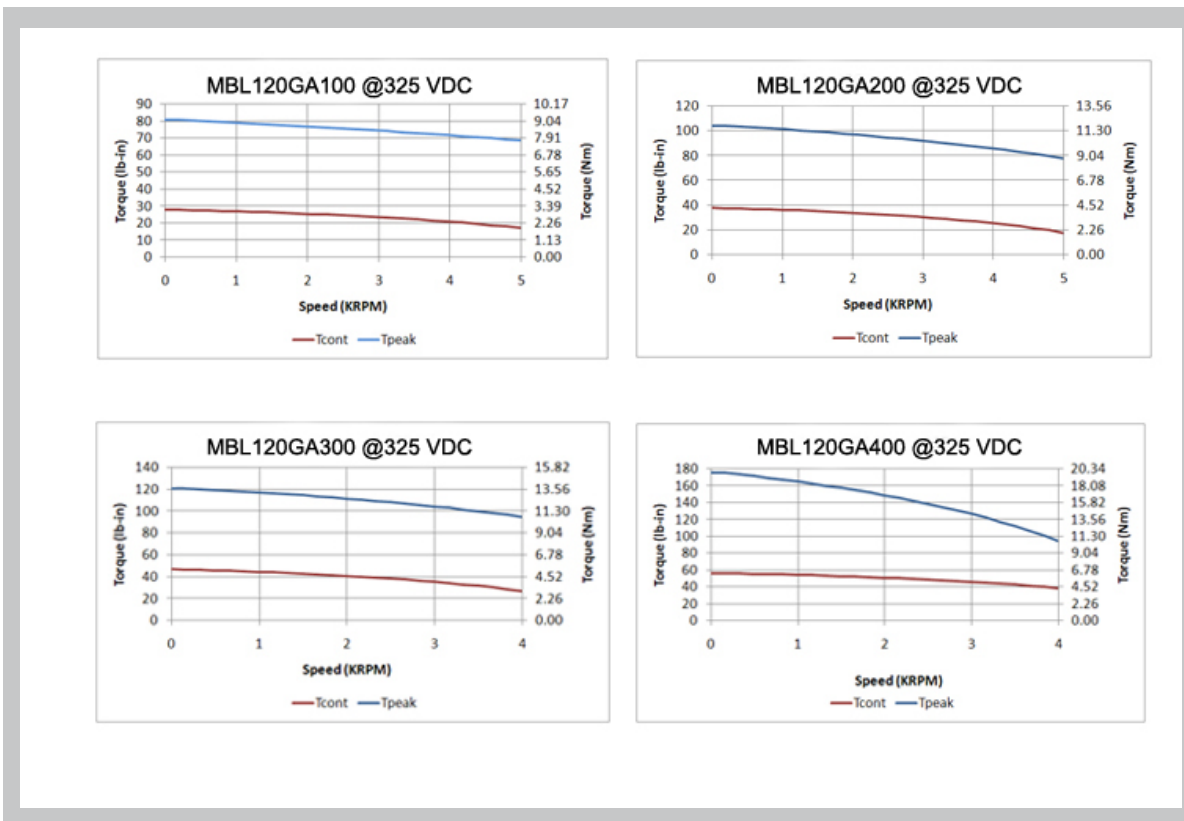 MBL120GA100 @325 VDC
90
80
70
60
50
40
30
20
10
0
Torque (lb-in)
10.17
9.04
7.91
6.78
5.65
4.52
3.39
2.26
1.13
0.00
Torque (Nm)
0 1 2 3 4 5
Speed (KRPM)
Tcont Tpeak
MBL120GA200 @325 VDC
120
100
80
60
40
20
0
Torque (lb-in)
13.56
11.30
9.04
6.78
4.52
2.26
0.00
Torque (Nm)
0 1 2 3 4 5
Speed (KRPM)
Tcont Tpeak
MBL120GA300 @325 VDC
140
120
100
80
60
40
20
0
Torque (lb-in)
15.82
13.56
11.30
9.04
6.78
4.52
2.26
0.00
Torque (Nm)
0 1 2 3 4
Speed (KRPM)
Tcont Tpeak
MBL120GA400 @325 VDC
180
160
140
120
100
80
60
40
20
0
Torque (lb-in)
20.34
18.08
15.82
13.56
11.30
9.04
6.78
4.52
2.26
0.00
Torque (Nm)
0 1 2 3 4
Speed (KRPM)
Tcont Tpeak